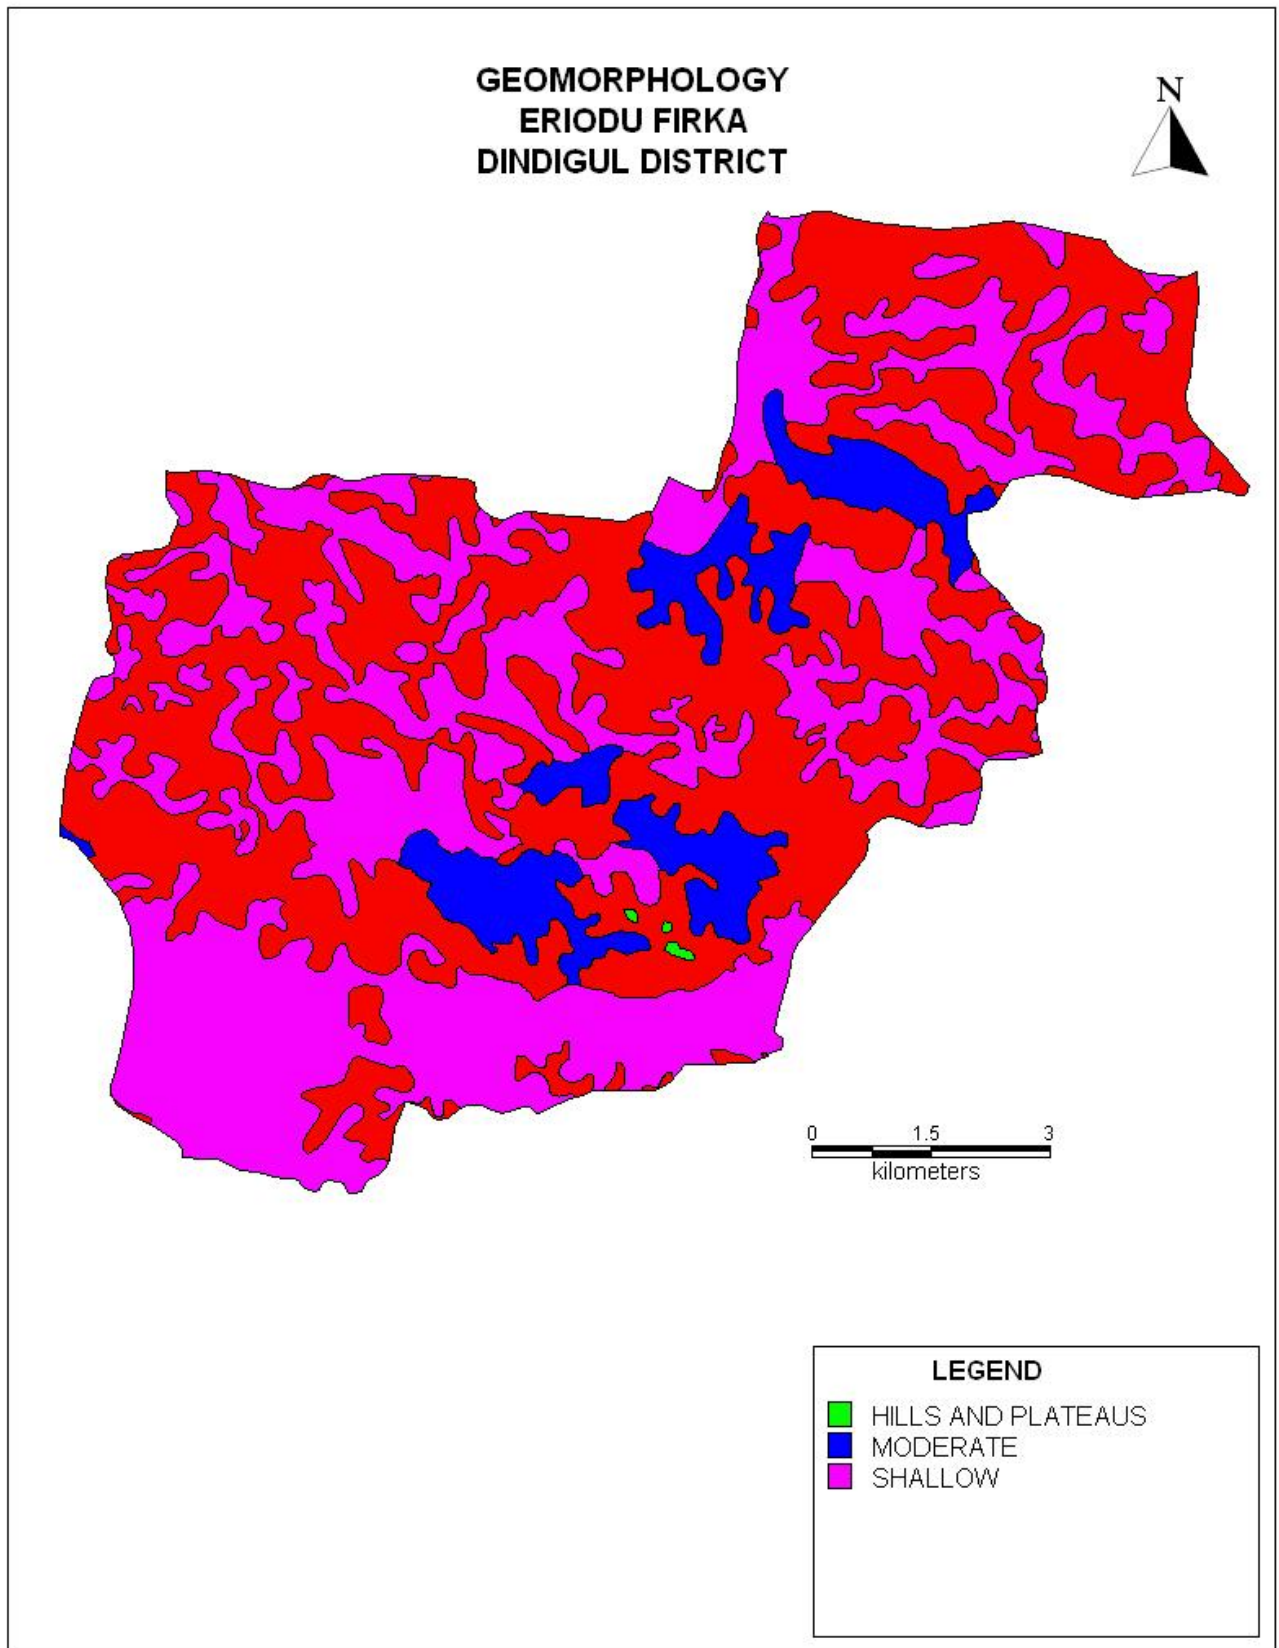 GEOMORPHOLOGY
ERIODU FIRKA
DINDIGUL DISTRICT
N
0 1.5 3
kilometers
LEGEND
HILLS AND PLATEAUS
MODERATE
SHALLOW